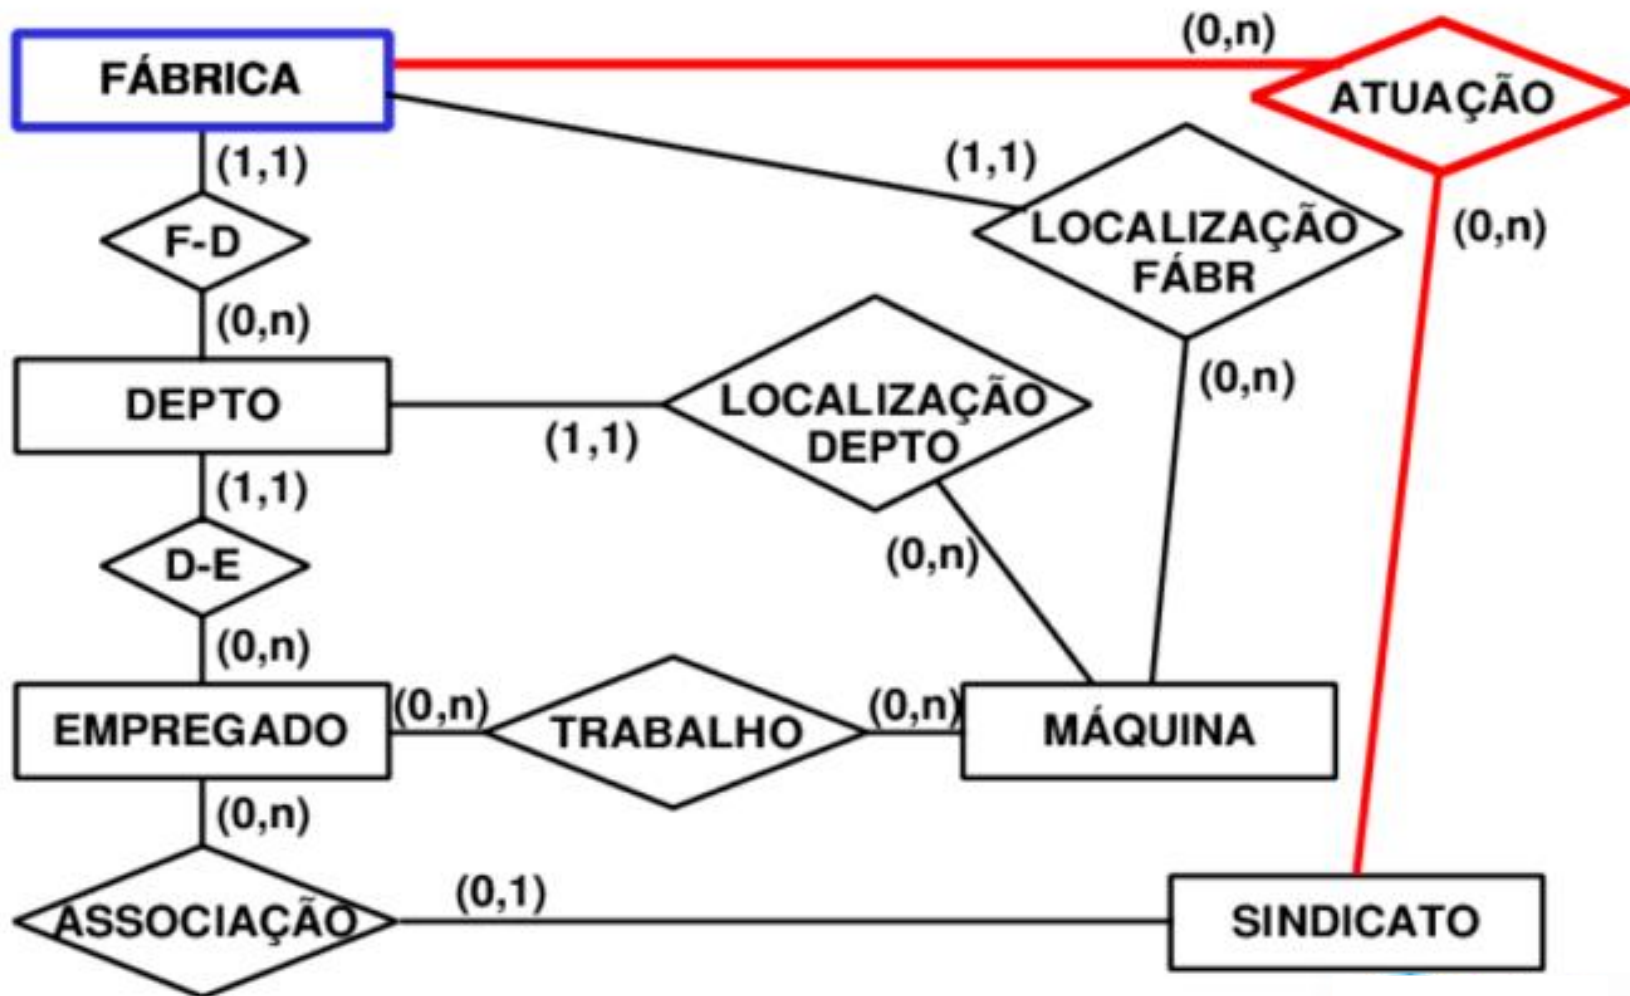 (0,n)
FÁBRICA
ATUAÇÃO
(1,1)
(1,1)
F-D
LOCALIZAÇÃO
FÁBR
(0,n)
(0,n)
DEPTO
(1,1)
LOCALIZAÇÃO
DEPTO
(0,n)
(1,1)
D-E
(0,n)
(0,n)
EMPREGADO
(0,n)
TRABALHO
(0,n)
MÁQUINA
(0,n)
ASSOCIAÇÃO
(0,1)
SINDICATO